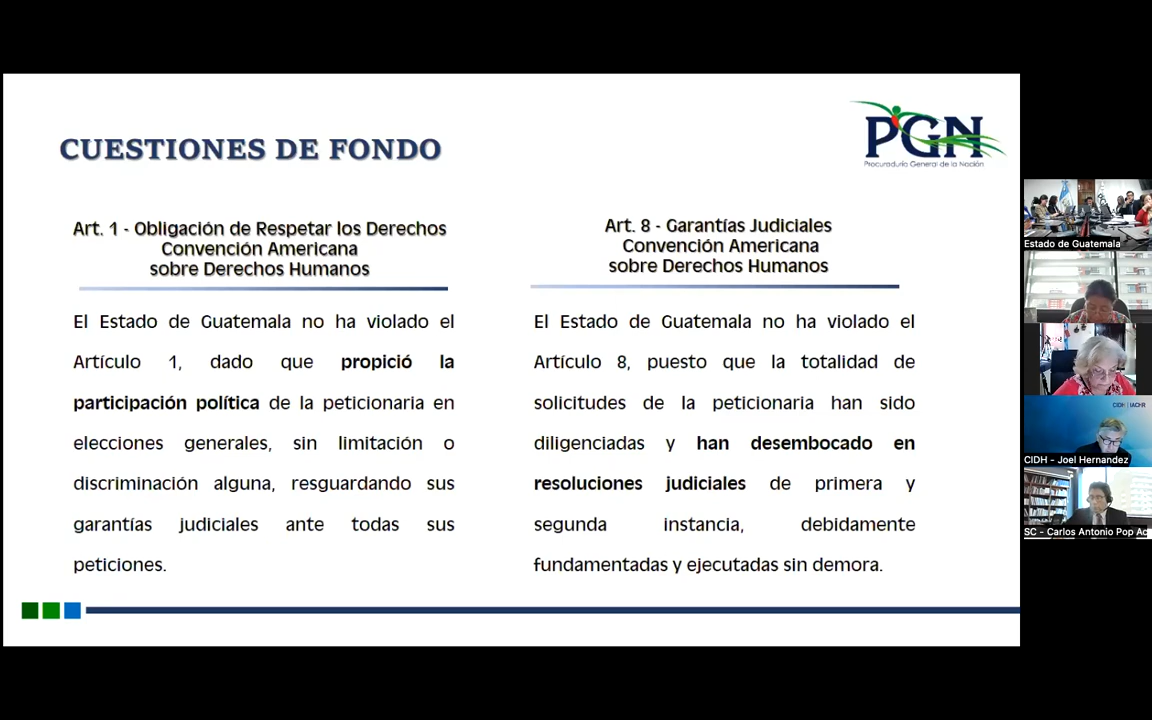 CUESTIONES DE FONDO
PGN
Procuraduría General de la Nación
Art. 1 - Obligación de Respetar los Derechos
Convención Americana
sobre Derechos Humanos
El Estado de Guatemala no ha violado el
Artículo 1, dado que propició la
participación política de la peticionaria en
elecciones generales, sin limitación o
discriminación alguna, resguardando sus
garantías judiciales ante todas sus
peticiones.
Art. 8 - Garantías Judiciales
Convención Americana
sobre Derechos Humanos
El Estado de Guatemala no ha violado el
Artículo 8, puesto que la totalidad de
solicitudes de la peticionaria han sido
diligenciadas y han desembocado en
resoluciones judiciales de primera y
segunda instancia, debidamente
fundamentadas y ejecutadas sin demora.
Estado de Guatemala
CIDH | IACHR
CIDH - Joel Hernandez
SC - Carlos Antonio Pop Ac